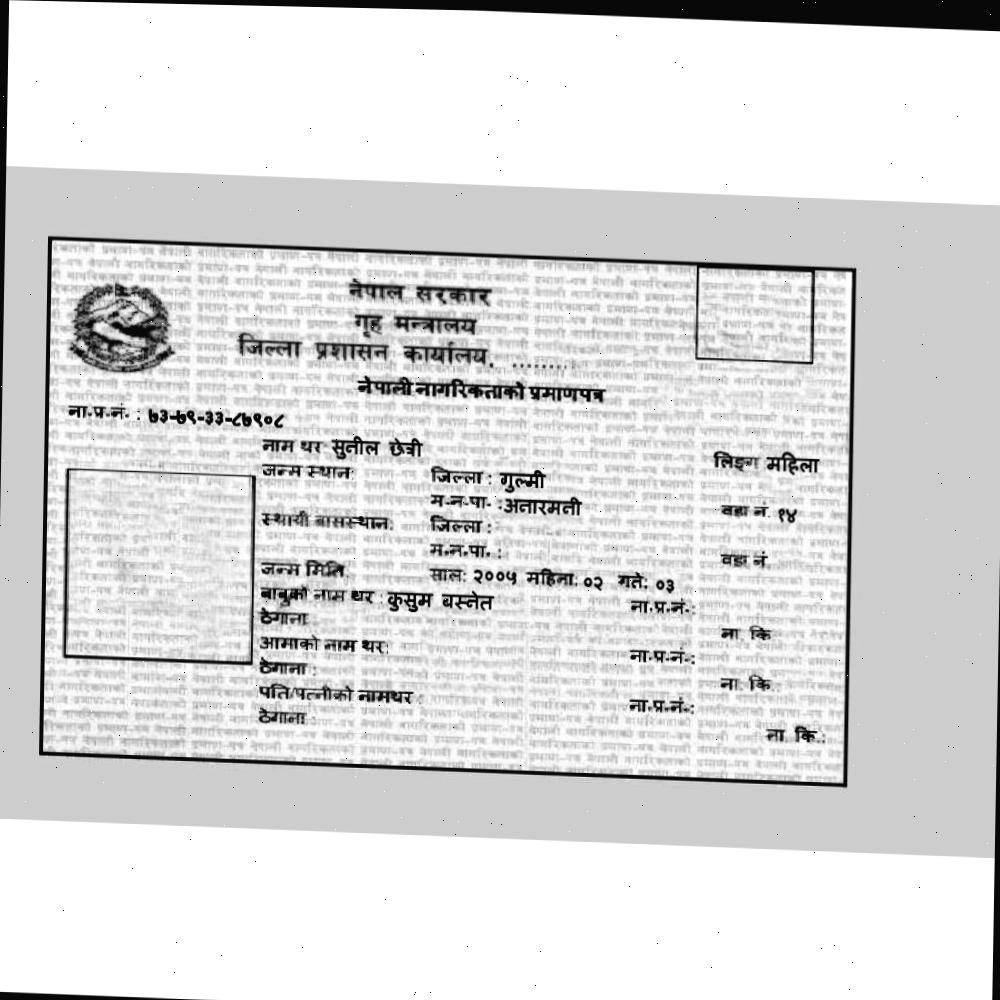 नेपाल सरकार
गृह मन्त्रालय
जिल्ला प्रशासन कार्यालय. ........
नेपाली नागरिकताको प्रमाणपत्र
ना.प्र.नं. : ७३-७९-३३-८७९०८
नाम थर सुनील छेत्री लिङ्ग महिला
जन्म स्थान: जिल्ला : गुल्मी
म.न.पा. :अनारमनी वडा नं. १४
स्थायी बासस्थान: जिल्ला :
म.न.पा. : वडा नं
जन्म मिति: साल: २००५ महिना: ०२ गते: ०३
बाबुको नाम थर : कुसुम बस्नेत ना.प्र.नं.:
ठेगाना ना. कि
आमाको नाम थर: ना.प्र.नं.:
ठेगाना : ना. कि.:
पति/पत्नीको नामथर : ना.प्र.नं.:
ठेगाना : ना. कि.: